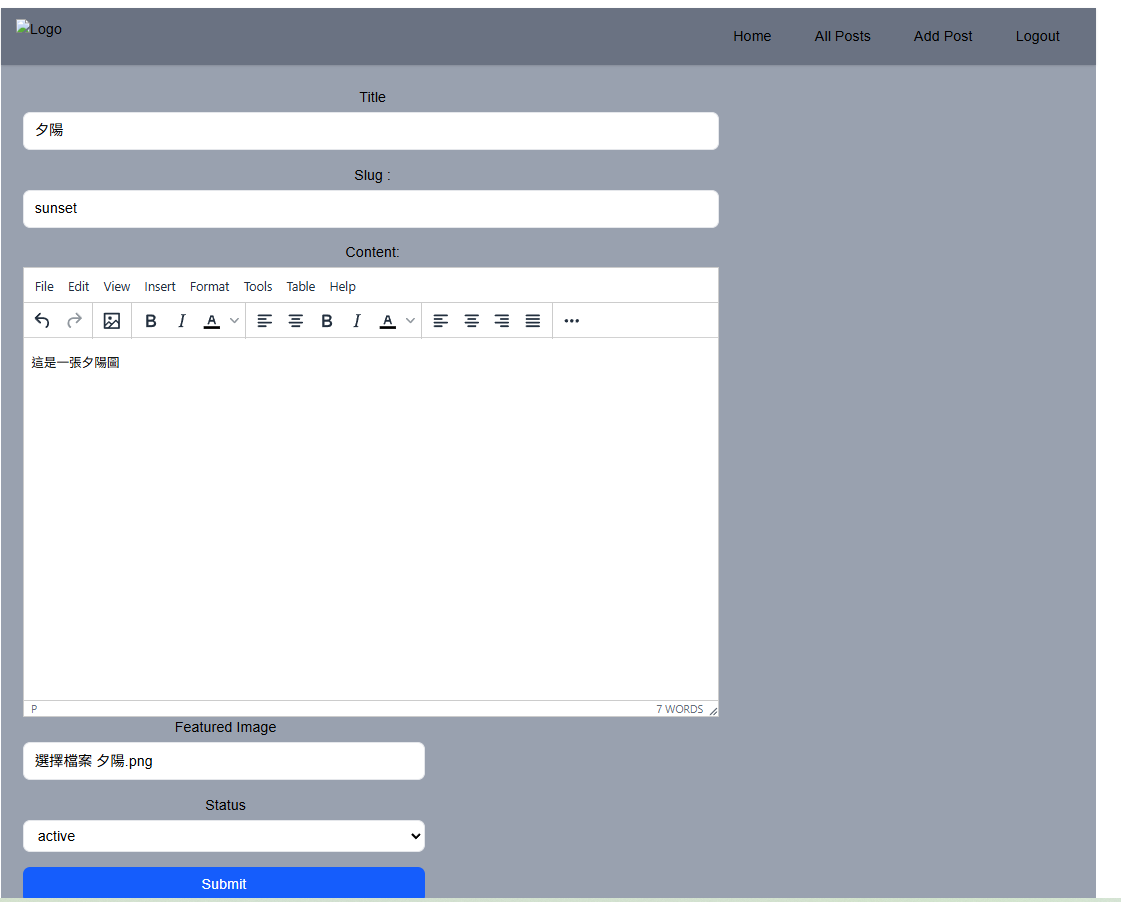 Logo
Home All Posts Add Post Logout
Title
夕陽
Slug :
sunset
Content:
File Edit View Insert Format Tools Table Help
B I A B I A
這是一張夕陽圖
P 7 WORDS
Featured Image
選擇檔案 夕陽.png
Status
active
Submit